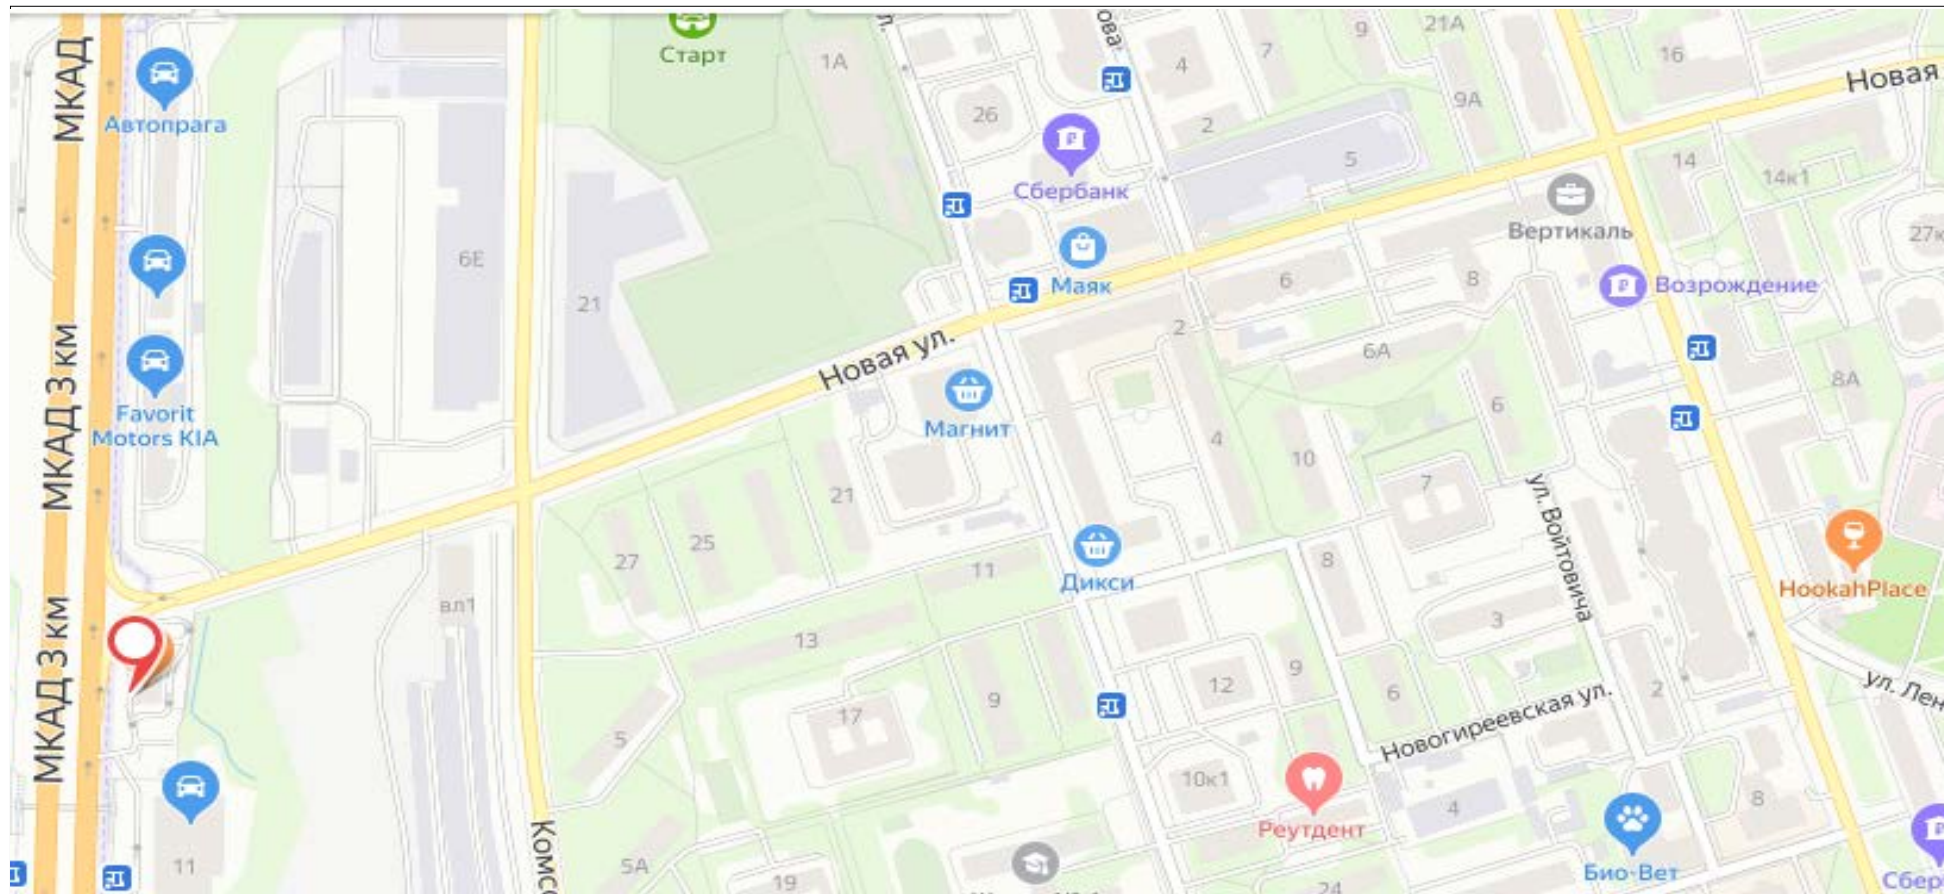 МКАД
Автопрага
Старт
1А
26
4
7
9
21А
16
Новая
2
9А
Сбербанк
5
14
14к1
6Е
21
Маяк
Вертикаль
27к
6
8
Возрождение
МКАД 3 км
Favorit
Motors KIA
Новая ул.
2
6А
8А
Магнит
6
4
10
7
21
25
27
ул. Войтовича
11
Дикси
8
HookahPlace
вл1
МКАД 3 км
13
3
9
12
6
2
9
17
5
Новогиреевская ул.
ул. Лен
10к1
4
8
Реутдент
Био-Вет
11
Комсо
5А
19
24
Сбер